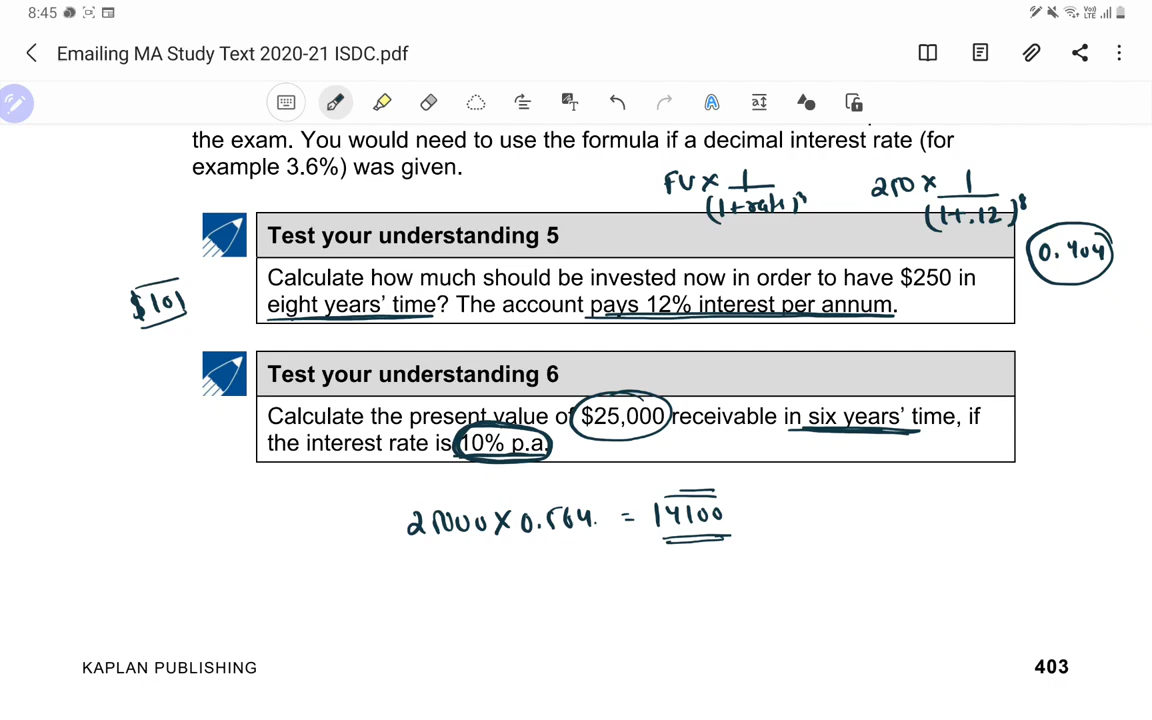 8:45
Vo)) LTE
Emailing MA Study Text 2020-21 ISDC.pdf
the exam. You would need to use the formula if a decimal interest rate (for
example 3.6%) was given.
FV × 1/(1+rate)ⁿ 250 × 1/(1+.12)⁸
Test your understanding 5
0.404
Calculate how much should be invested now in order to have $250 in
$101
eight years’ time? The account pays 12% interest per annum.
Test your understanding 6
Calculate the present value of $25,000 receivable in six years’ time, if
the interest rate is 10% p.a.
25000 × 0.564. = 14100
KAPLAN PUBLISHING
403